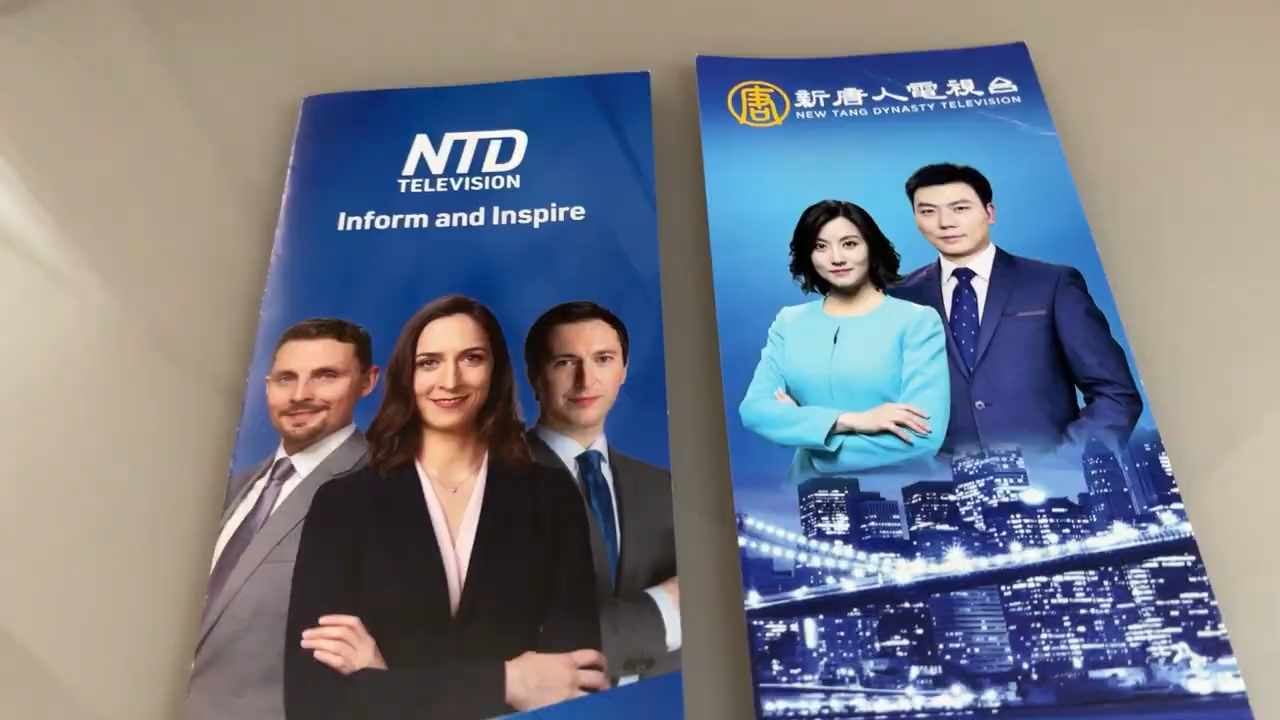 NTD
TELEVISION
Inform and Inspire
唐 新唐人電視台
NEW TANG DYNASTY TELEVISION